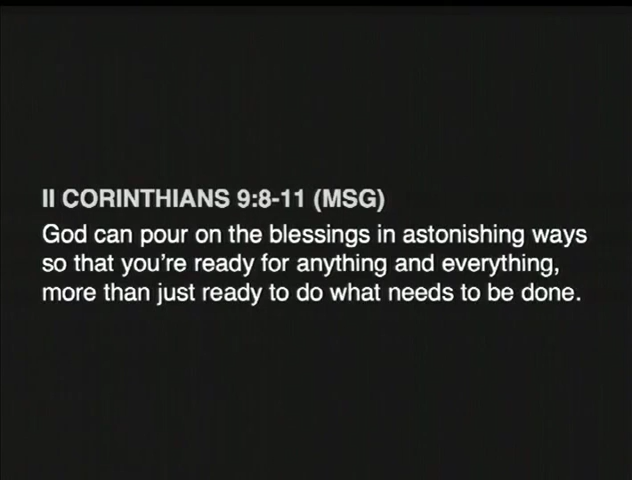 II CORINTHIANS 9:8-11 (MSG)
God can pour on the blessings in astonishing ways
so that you're ready for anything and everything,
more than just ready to do what needs to be done.